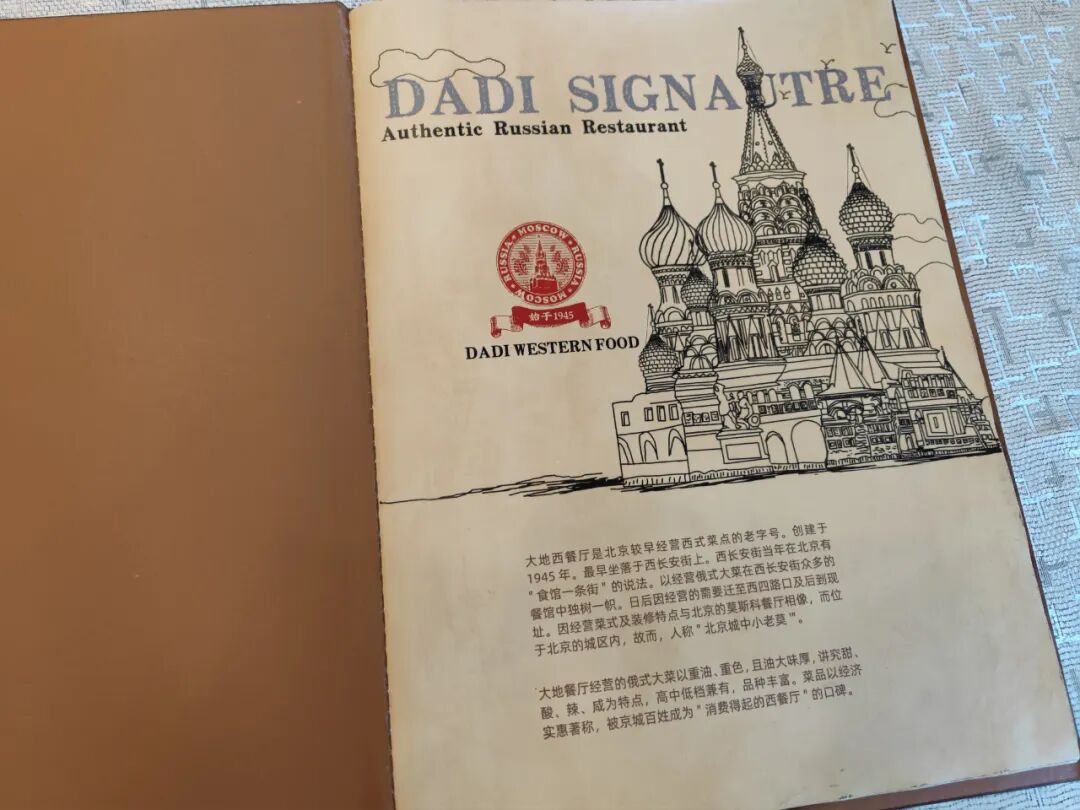 DADI SIGNAUTRE
Authentic Russian Restaurant
MOSCOW · RUSSIA · MOSCOW · RUSSIA
始于1945
DADI WESTERN FOOD
大地西餐厅是北京较早经营西式菜点的老字号。创建于
1945年。最早坐落于西长安街上。西长安街当年在北京有
"食馆一条街"的说法。以经营俄式大菜在西长安街众多的
餐馆中独树一帜。日后因经营的需要迁至西四路口及后到现
址。因经营菜式及装修特点与北京的莫斯科餐厅相像，而位
于北京的城区内，故而，人称"北京城中小老莫"。
大地餐厅经营的俄式大菜以重油、重色，且油大味厚，讲究甜、
酸、辣、咸为特点，高中低档兼有，品种丰富。菜品以经济
实惠著称，被京城百姓成为"消费得起的西餐厅"的口碑。